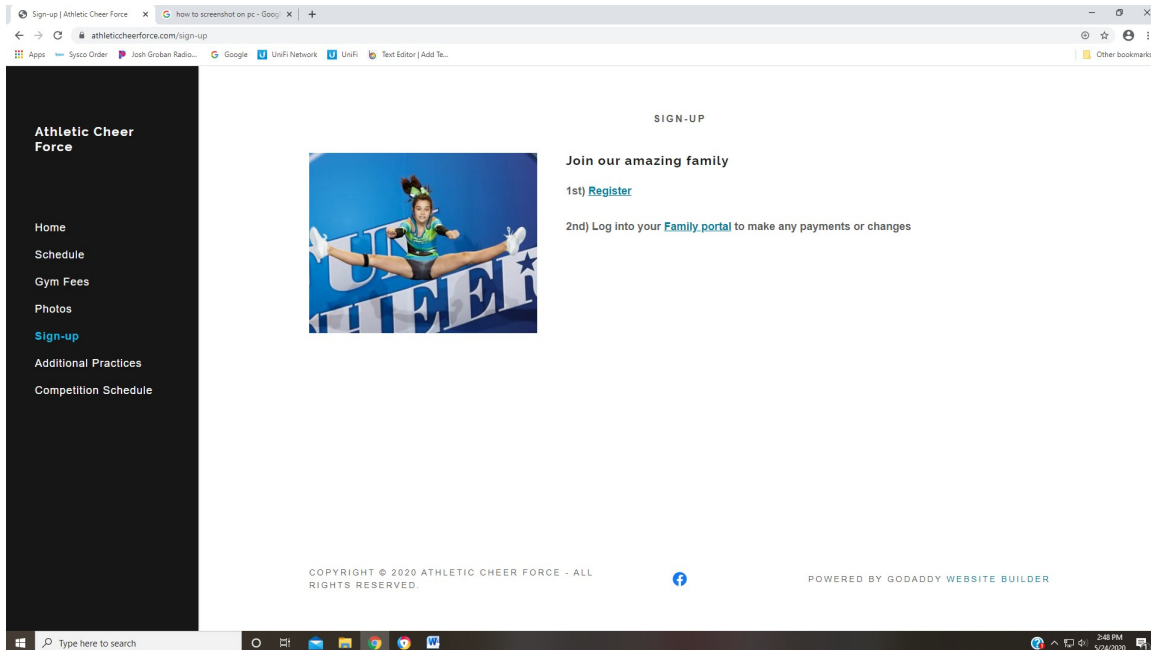 Sign-up | Athletic Cheer Force
how to screenshot on pc - Goog
athleticcheerforce.com/sign-up
Apps Sysco Order Josh Groban Radio... Google UniFi Network UniFi Text Editor | Add Te... Other bookmarks
Athletic Cheer
Force
Home
Schedule
Gym Fees
Photos
Sign-up
Additional Practices
Competition Schedule
SIGN-UP
CHEER
Join our amazing family
1st) Register
2nd) Log into your Family portal to make any payments or changes
COPYRIGHT © 2020 ATHLETIC CHEER FORCE - ALL
RIGHTS RESERVED.
POWERED BY GODADDY WEBSITE BUILDER
Type here to search
2:48 PM
5/24/2020